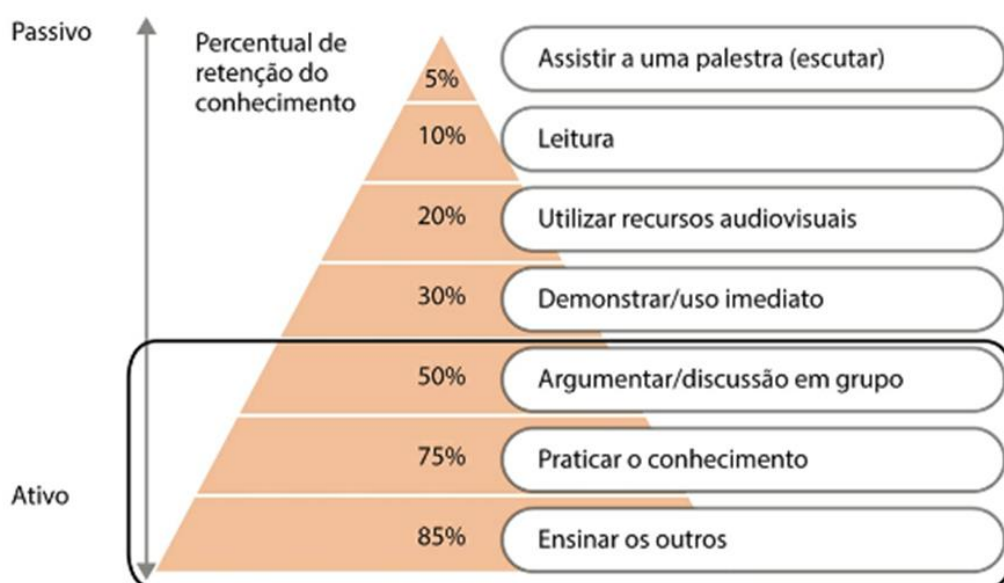 Passivo
Percentual de
retenção do
conhecimento
5%
Assistir a uma palestra (escutar)
10%
Leitura
20%
Utilizar recursos audiovisuais
30%
Demonstrar/uso imediato
50%
Argumentar/discussão em grupo
75%
Praticar o conhecimento
Ativo
85%
Ensinar os outros